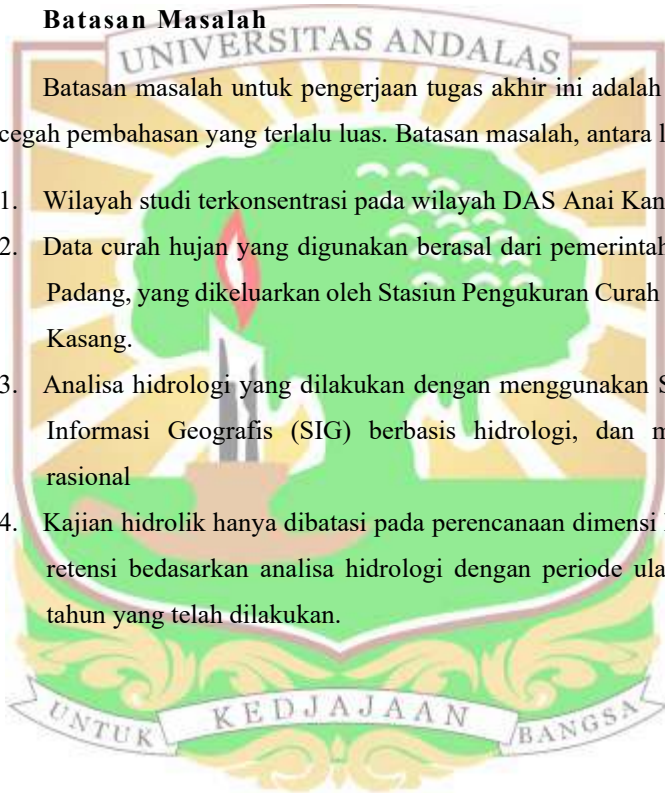 Batasan Masalah
UNIVERSITAS ANDALAS
Batasan masalah untuk pengerjaan tugas akhir ini adalah
cegah pembahasan yang terlalu luas. Batasan masalah, antara l
1. Wilayah studi terkonsentrasi pada wilayah DAS Anai Kan
2. Data curah hujan yang digunakan berasal dari pemerintah
Padang, yang dikeluarkan oleh Stasiun Pengukuran Curah
Kasang.
3. Analisa hidrologi yang dilakukan dengan menggunakan S
Informasi Geografis (SIG) berbasis hidrologi, dan m
rasional
4. Kajian hidrolik hanya dibatasi pada perencanaan dimensi
retensi bedasarkan analisa hidrologi dengan periode ula
tahun yang telah dilakukan.
UNTUK KEDJAJAAN BANGSA